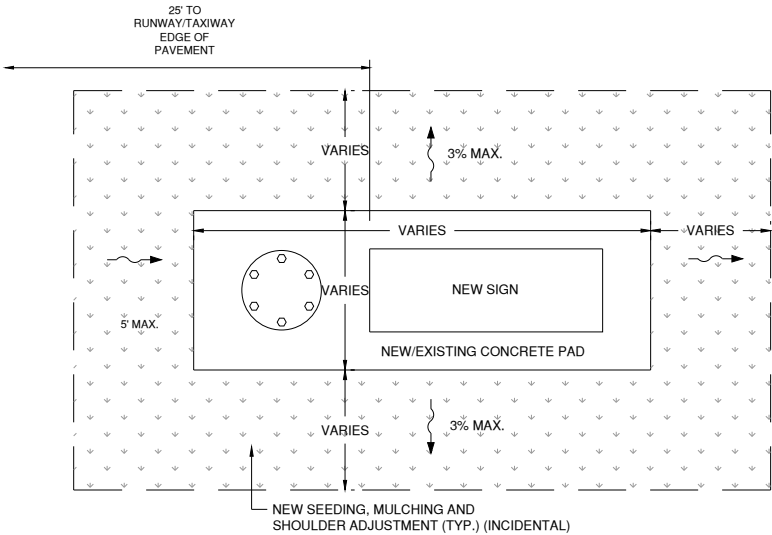 25' TO
RUNWAY/TAXIWAY
EDGE OF
PAVEMENT
VARIES
3% MAX.
VARIES
VARIES
VARIES
NEW SIGN
5' MAX.
NEW/EXISTING CONCRETE PAD
VARIES
3% MAX.
NEW SEEDING, MULCHING AND
SHOULDER ADJUSTMENT (TYP.) (INCIDENTAL)